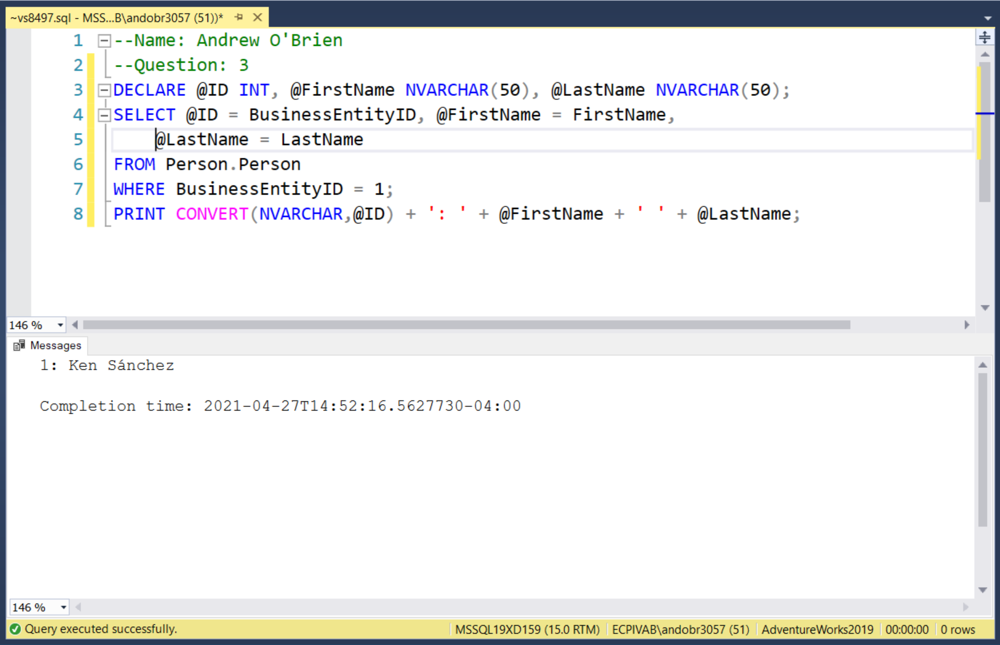 ~vs8497.sql - MSS...B\andobr3057 (51))*
1 --Name: Andrew O'Brien
2 --Question: 3
3 DECLARE @ID INT, @FirstName NVARCHAR(50), @LastName NVARCHAR(50);
4 SELECT @ID = BusinessEntityID, @FirstName = FirstName,
5 @LastName = LastName
6 FROM Person.Person
7 WHERE BusinessEntityID = 1;
8 PRINT CONVERT(NVARCHAR,@ID) + ': ' + @FirstName + ' ' + @LastName;
146 %
Messages
1: Ken Sánchez
Completion time: 2021-04-27T14:52:16.5627730-04:00
146 %
Query executed successfully. MSSQL19XD159 (15.0 RTM) ECPIVAB\andobr3057 (51) AdventureWorks2019 00:00:00 0 rows